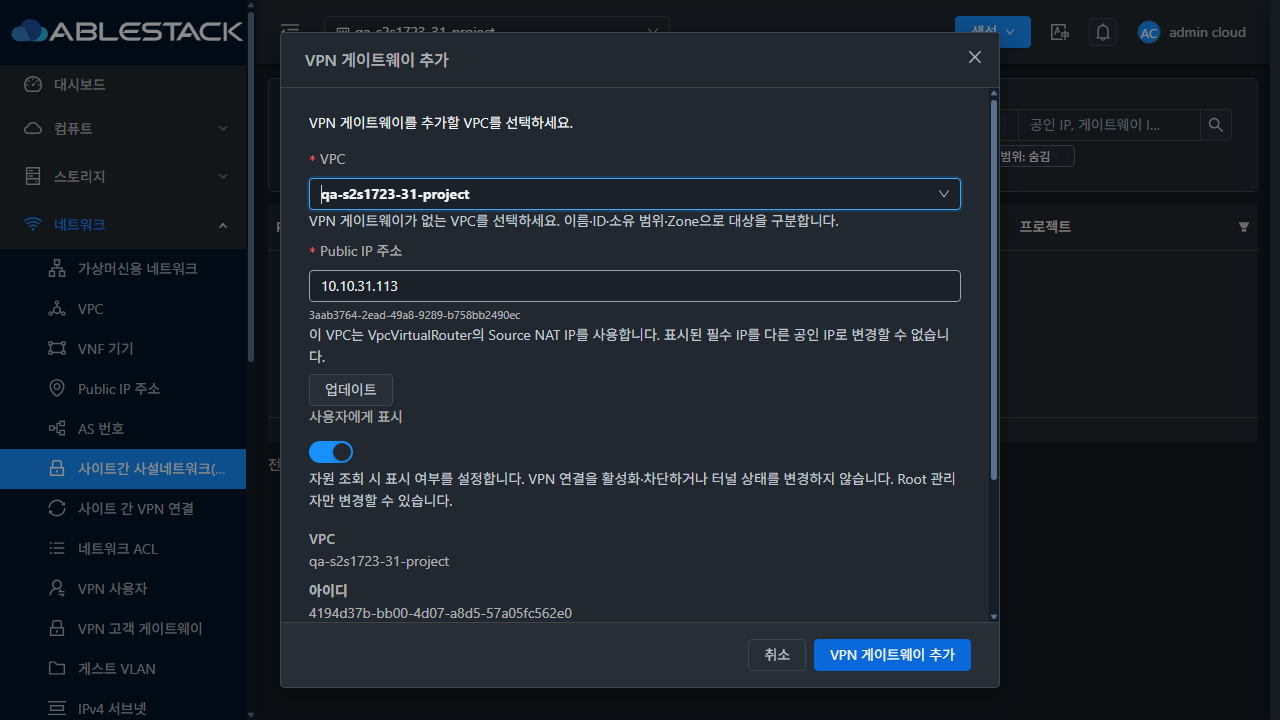 ABLESTACK
qa-s2s1723-31-project
생성
AC admin cloud
대시보드
컴퓨트
스토리지
네트워크
가상머신용 네트워크
VPC
VNF 기기
Public IP 주소
AS 번호
사이트간 사설네트워크(...
사이트 간 VPN 연결
네트워크 ACL
VPN 사용자
VPN 고객 게이트웨이
게스트 VLAN
IPv4 서브넷
공인 IP, 게이트웨이 I...
범위: 숨김
프로젝트
VPN 게이트웨이 추가
VPN 게이트웨이를 추가할 VPC를 선택하세요.
* VPC
qa-s2s1723-31-project
VPN 게이트웨이가 없는 VPC를 선택하세요. 이름·ID·소유 범위·Zone으로 대상을 구분합니다.
* Public IP 주소
10.10.31.113
3aab3764-2ead-49a8-9289-b758bb2490ec
이 VPC는 VpcVirtualRouter의 Source NAT IP를 사용합니다. 표시된 필수 IP를 다른 공인 IP로 변경할 수 없습니
다.
업데이트
사용자에게 표시
자원 조회 시 표시 여부를 설정합니다. VPN 연결을 활성화·차단하거나 터널 상태를 변경하지 않습니다. Root 관리
자만 변경할 수 있습니다.
VPC
qa-s2s1723-31-project
아이디
4194d37b-bb00-4d07-a8d5-57a05fc562e0
취소
VPN 게이트웨이 추가